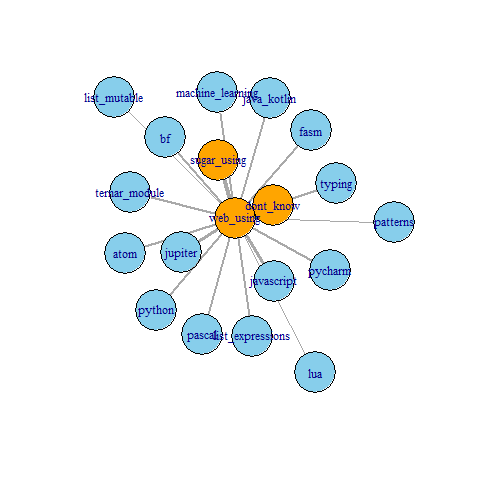 machine_learning
list_mutable
java_kotlin
fasm
bf
sugar_using
typing
ternar_module
dont_know
web_using
patterns
atom
jupiter
pycharm
javascript
python
pascal
list_expressions
lua